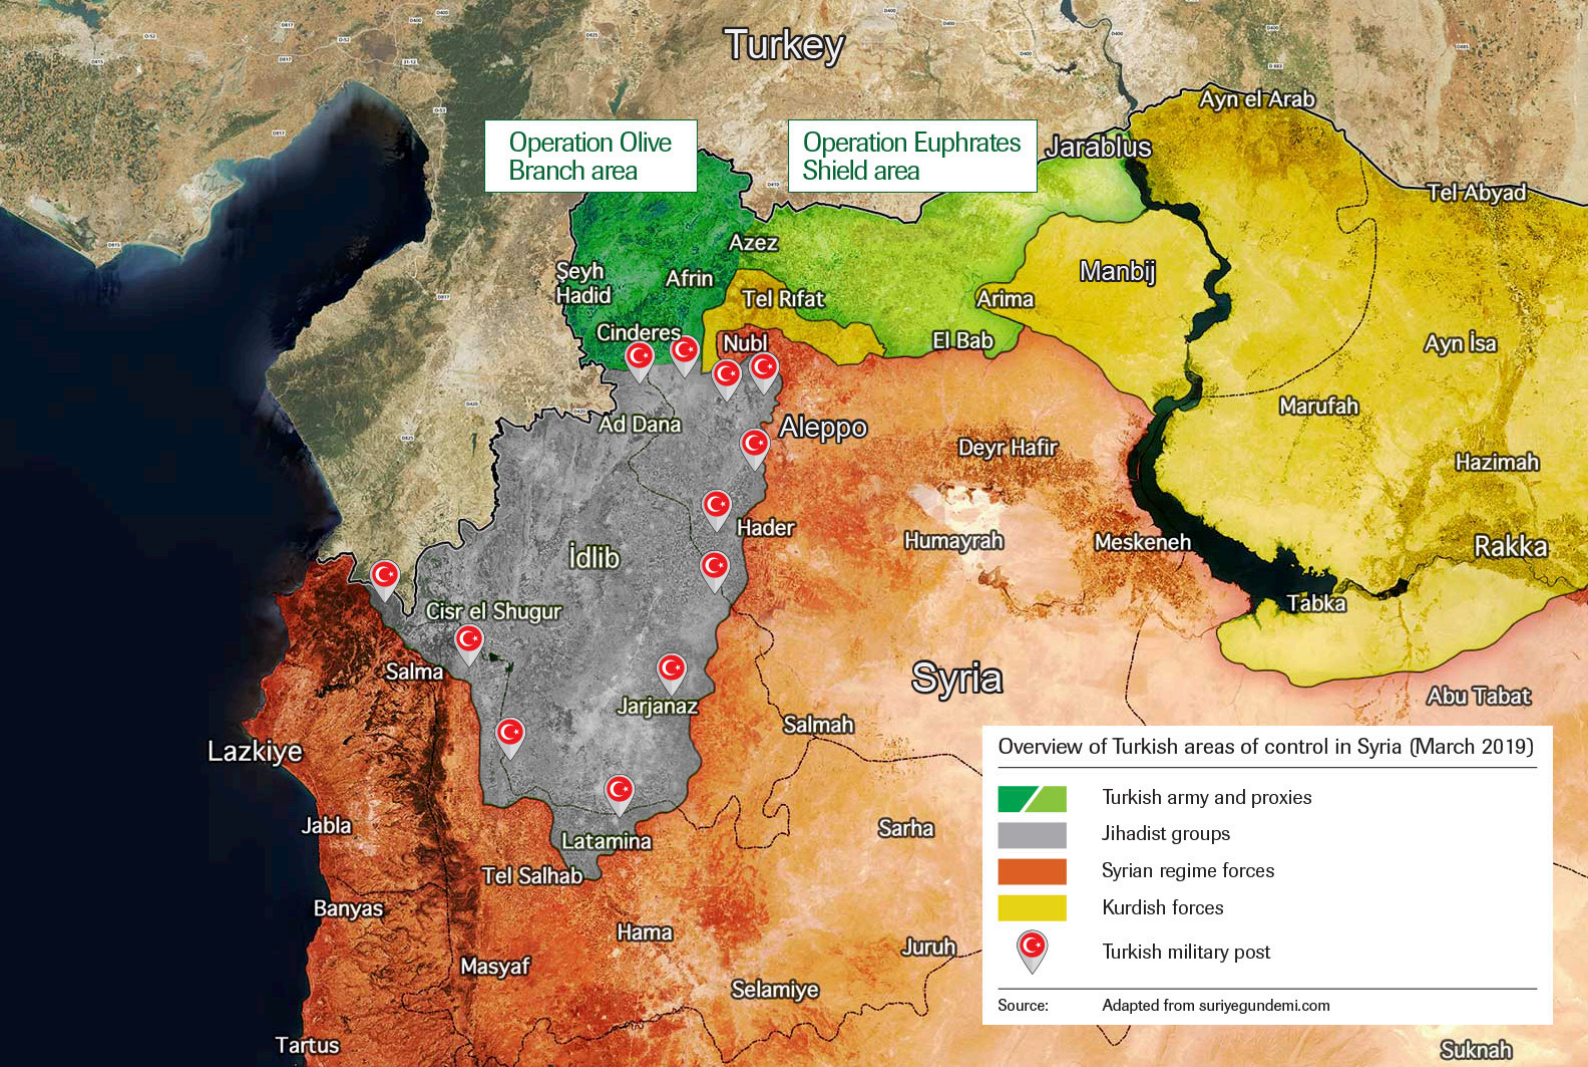 Turkey
Operation Olive
Branch area
Operation Euphrates
Shield area
Ayn el Arab
Jarablus
Tel Abyad
Azez
Şeyh
Hadid
Afrin
Tel Rıfat
Arima
Manbij
Cinderes
Nubl
El Bab
Ayn İsa
Ad Dana
Aleppo
Marufah
Deyr Hafir
Hazimah
Hader
Humayrah
Meskeneh
Rakka
İdlib
Cisr el Shugur
Tabka
Salma
Syria
Jarjanaz
Abu Tabat
Salmah
Lazkiye
Jabla
Latamina
Sarha
Tel Salhab
Banyas
Hama
Juruh
Masyaf
Selamiye
Tartus
Suknah
Overview of Turkish areas of control in Syria (March 2019)
Turkish army and proxies
Jihadist groups
Syrian regime forces
Kurdish forces
Turkish military post
Source: Adapted from suriyegundemi.com